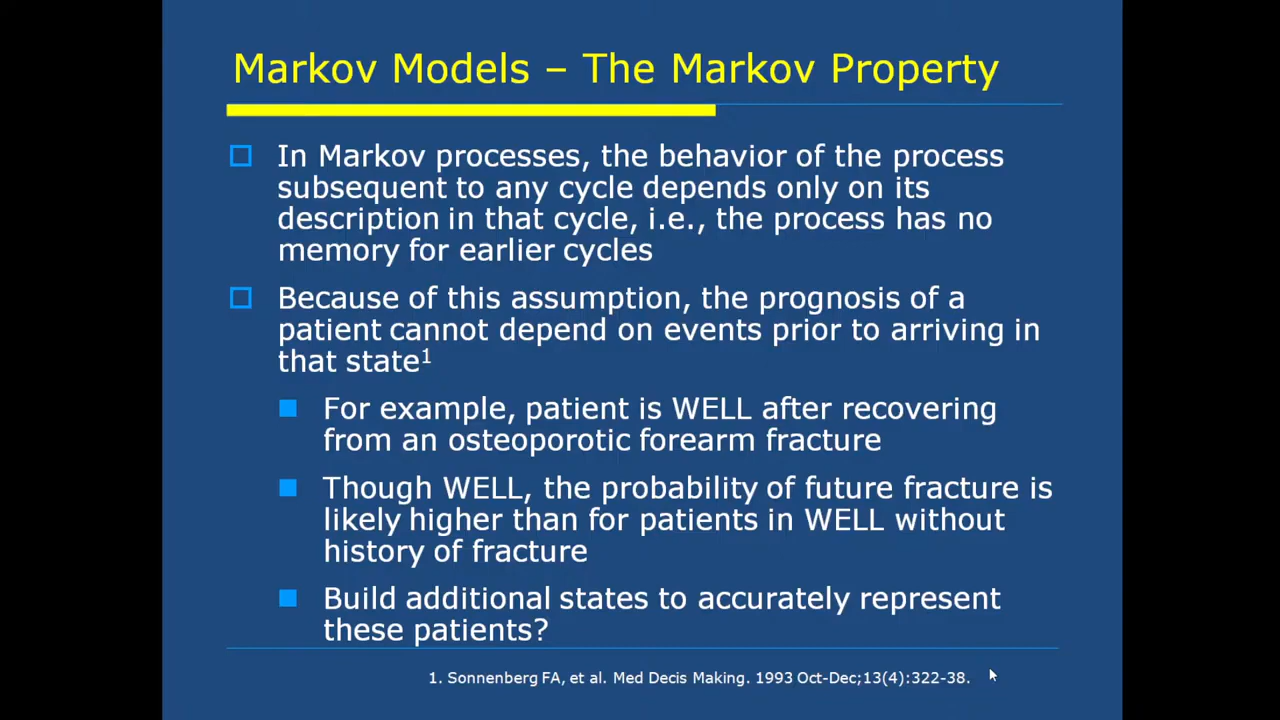 Markov Models – The Markov Property
In Markov processes, the behavior of the process
subsequent to any cycle depends only on its
description in that cycle, i.e., the process has no
memory for earlier cycles
Because of this assumption, the prognosis of a
patient cannot depend on events prior to arriving in
that state1
For example, patient is WELL after recovering
from an osteoporotic forearm fracture
Though WELL, the probability of future fracture is
likely higher than for patients in WELL without
history of fracture
Build additional states to accurately represent
these patients?
1. Sonnenberg FA, et al. Med Decis Making. 1993 Oct-Dec;13(4):322-38.